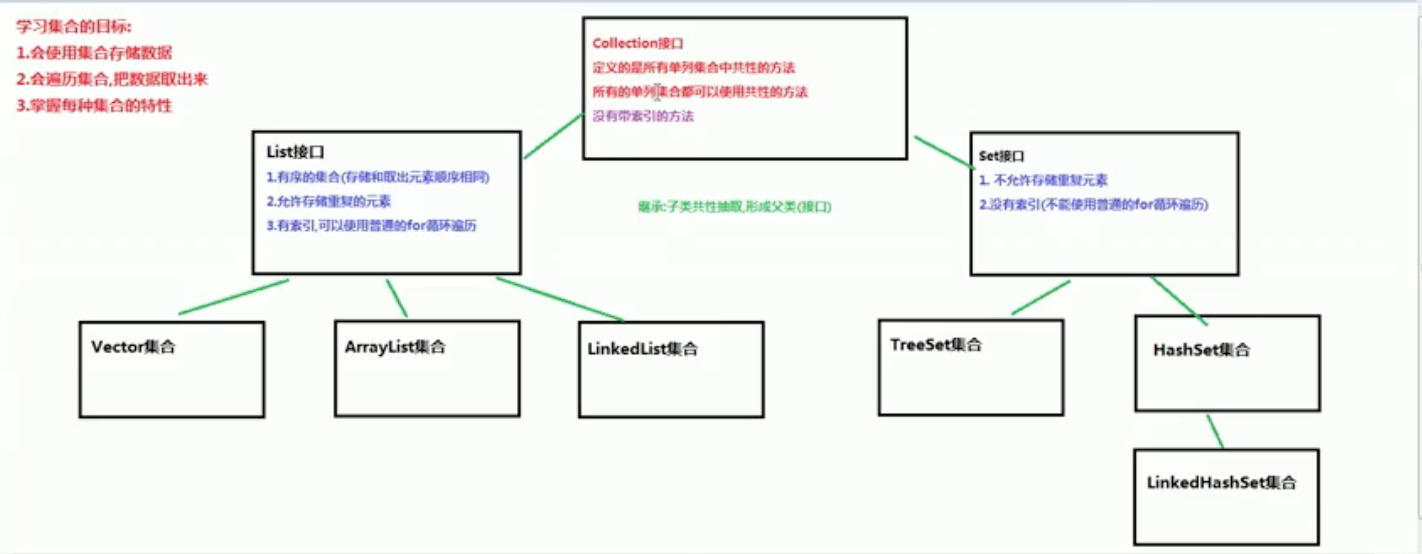 学习集合的目标:
1.会使用集合存储数据
2.会遍历集合,把数据取出来
3.掌握每种集合的特性
Collection接口
定义的是所有单列集合中共性的方法
所有的单列集合都可以使用共性的方法
没有带索引的方法
List接口
1.有序的集合(存储和取出元素顺序相同)
2.允许存储重复的元素
3.有索引,可以使用普通的for循环遍历
继承:子类共性抽取,形成父类(接口)
Set接口
1. 不允许存储重复元素
2.没有索引(不能使用普通的for循环遍历)
Vector集合
ArrayList集合
LinkedList集合
TreeSet集合
HashSet集合
LinkedHashSet集合